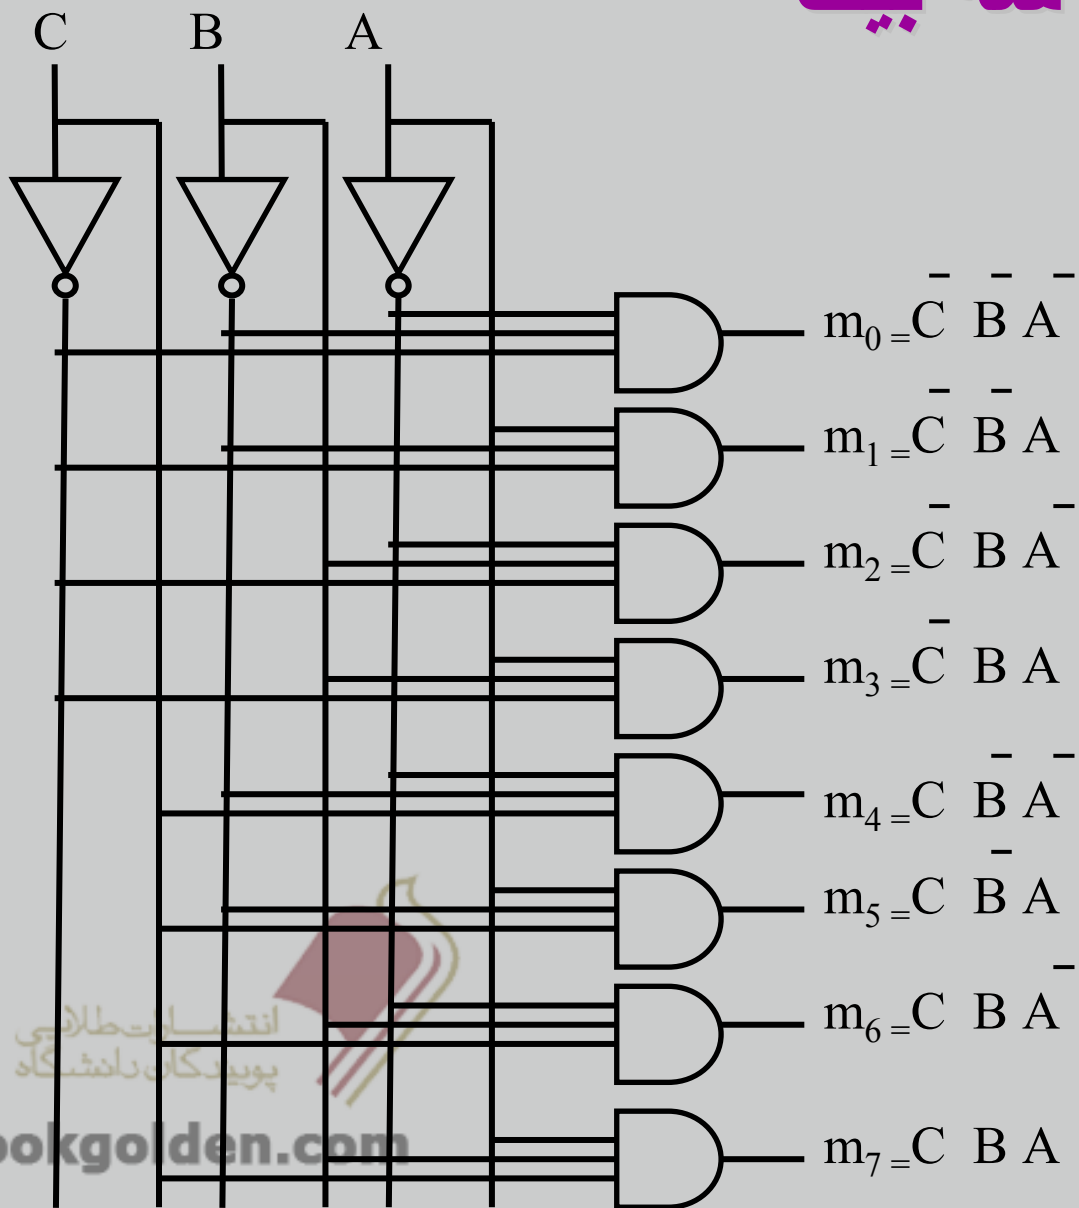 C B A
m₀ = C̅ B̅ A̅
m₁ = C̅ B̅ A
m₂ = C̅ B A̅
m₃ = C̅ B A
m₄ = C B̅ A̅
m₅ = C B̅ A
m₆ = C B A̅
m₇ = C B A
انتشارات طلایی
پویندگان دانشگاه
okgolden.com